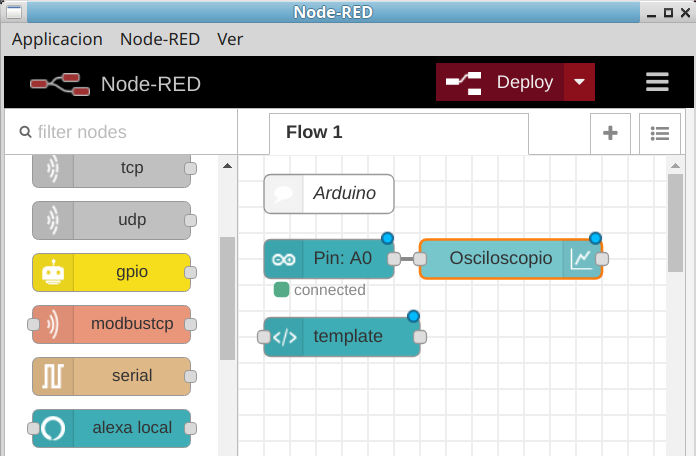 Node-RED
Applicacion Node-RED Ver
Node-RED Deploy
filter nodes Flow 1
tcp
Arduino
udp
Pin: A0 Osciloscopio
gpio
connected
modbustcp template
serial
alexa local